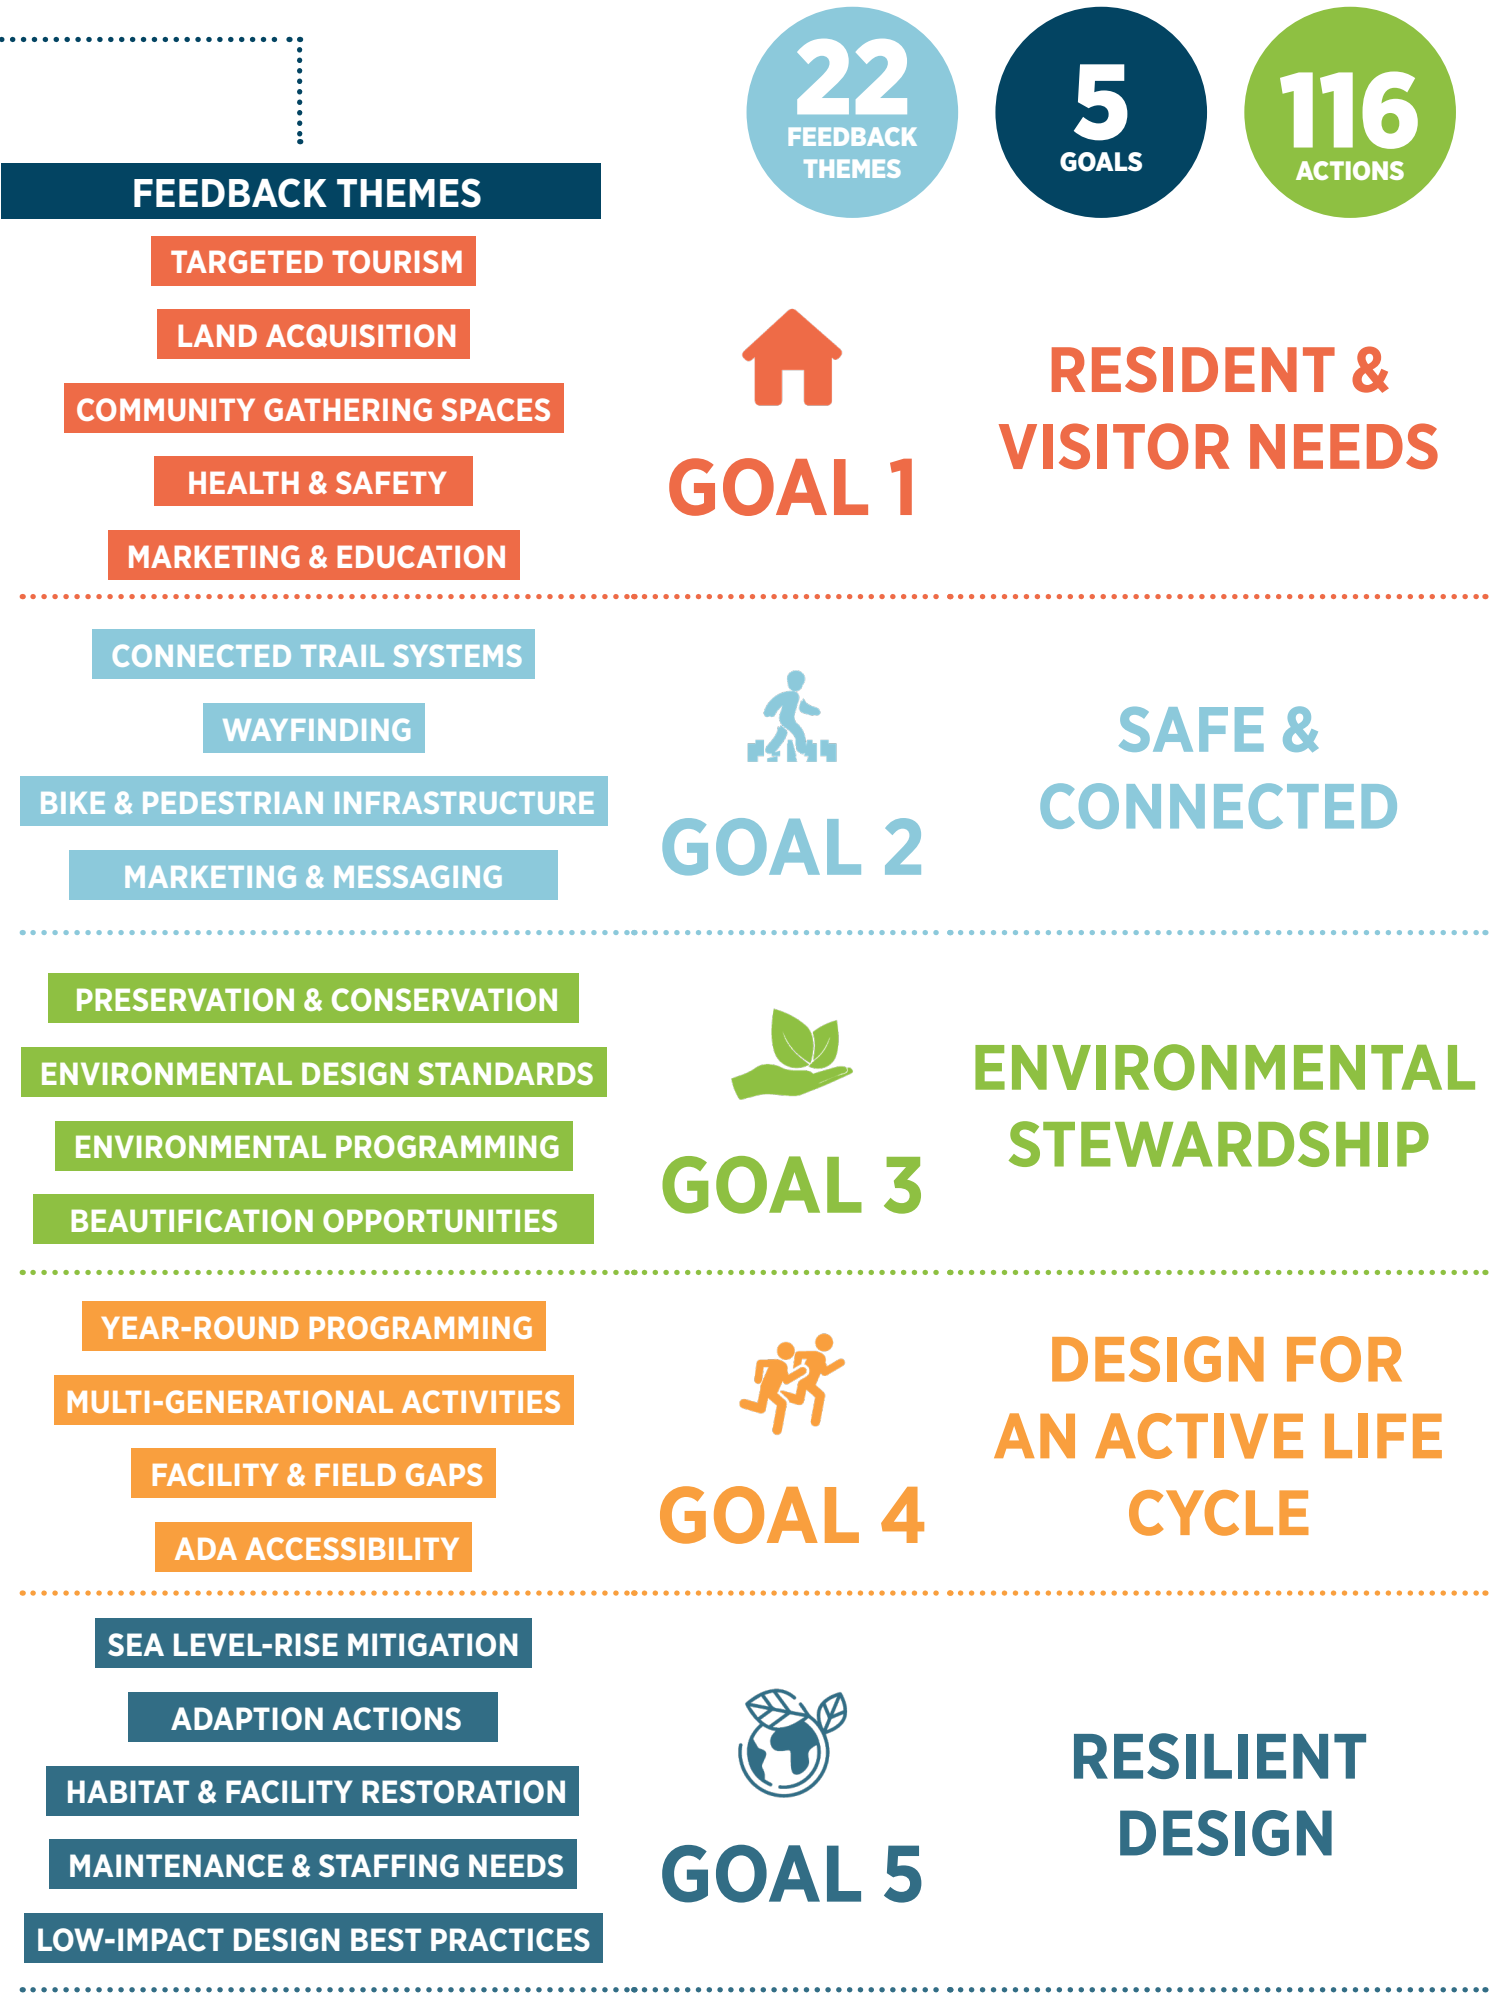 22
FEEDBACK
THEMES
5
GOALS
116
ACTIONS
FEEDBACK THEMES
TARGETED TOURISM
LAND ACQUISITION
COMMUNITY GATHERING SPACES
HEALTH & SAFETY
MARKETING & EDUCATION
GOAL 1
RESIDENT &
VISITOR NEEDS
CONNECTED TRAIL SYSTEMS
WAYFINDING
BIKE & PEDESTRIAN INFRASTRUCTURE
MARKETING & MESSAGING
GOAL 2
SAFE &
CONNECTED
PRESERVATION & CONSERVATION
ENVIRONMENTAL DESIGN STANDARDS
ENVIRONMENTAL PROGRAMMING
BEAUTIFICATION OPPORTUNITIES
GOAL 3
ENVIRONMENTAL
STEWARDSHIP
YEAR-ROUND PROGRAMMING
MULTI-GENERATIONAL ACTIVITIES
FACILITY & FIELD GAPS
ADA ACCESSIBILITY
GOAL 4
DESIGN FOR
AN ACTIVE LIFE
CYCLE
SEA LEVEL-RISE MITIGATION
ADAPTION ACTIONS
HABITAT & FACILITY RESTORATION
MAINTENANCE & STAFFING NEEDS
LOW-IMPACT DESIGN BEST PRACTICES
GOAL 5
RESILIENT
DESIGN